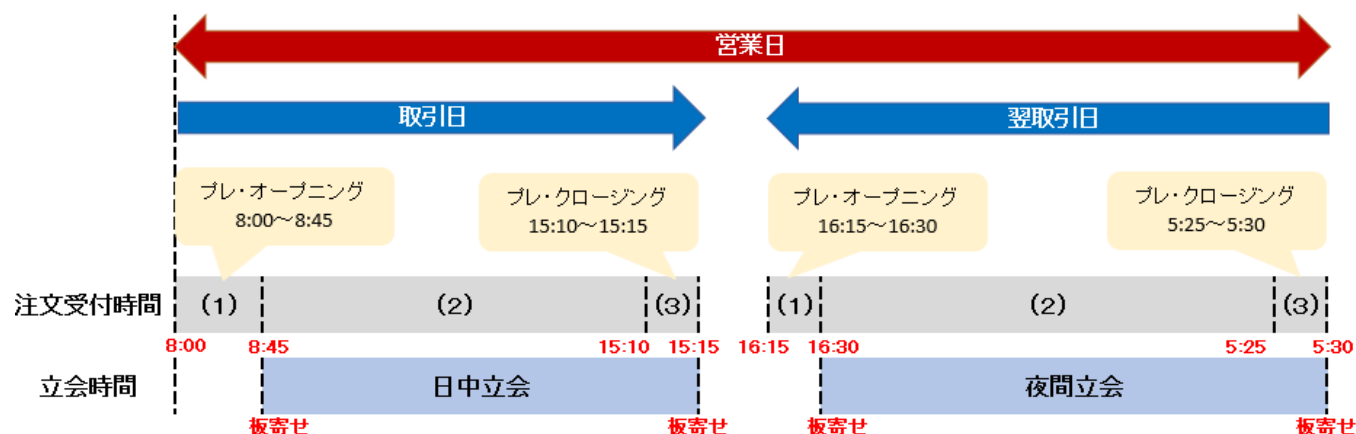 営業日
取引日
翌取引日
プレ・オープニング
8:00～8:45
プレ・クロージング
15:10～15:15
プレ・オープニング
16:15～16:30
プレ・クロージング
5:25～5:30
注文受付時間
(1)
(2)
(3)
(1)
(2)
(3)
8:00
8:45
15:10
15:15
16:15
16:30
5:25
5:30
立会時間
日中立会
夜間立会
板寄せ
板寄せ
板寄せ
板寄せ